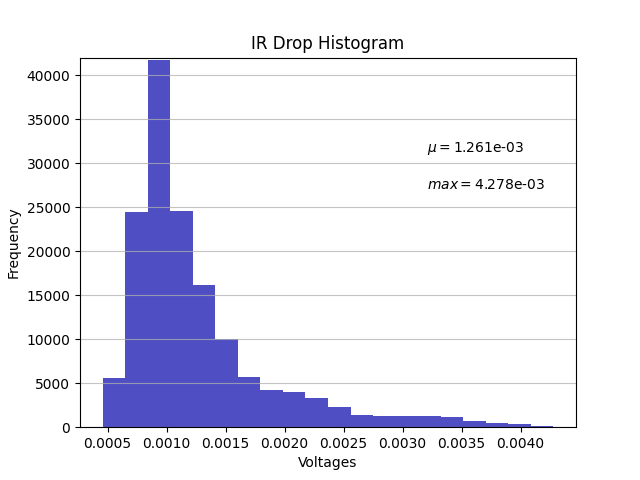 IR Drop Histogram
40000
35000
30000
25000
20000
15000
10000
5000
0
Frequency
μ = 1.261e-03
max = 4.278e-03
0.0005 0.0010 0.0015 0.0020 0.0025 0.0030 0.0035 0.0040
Voltages